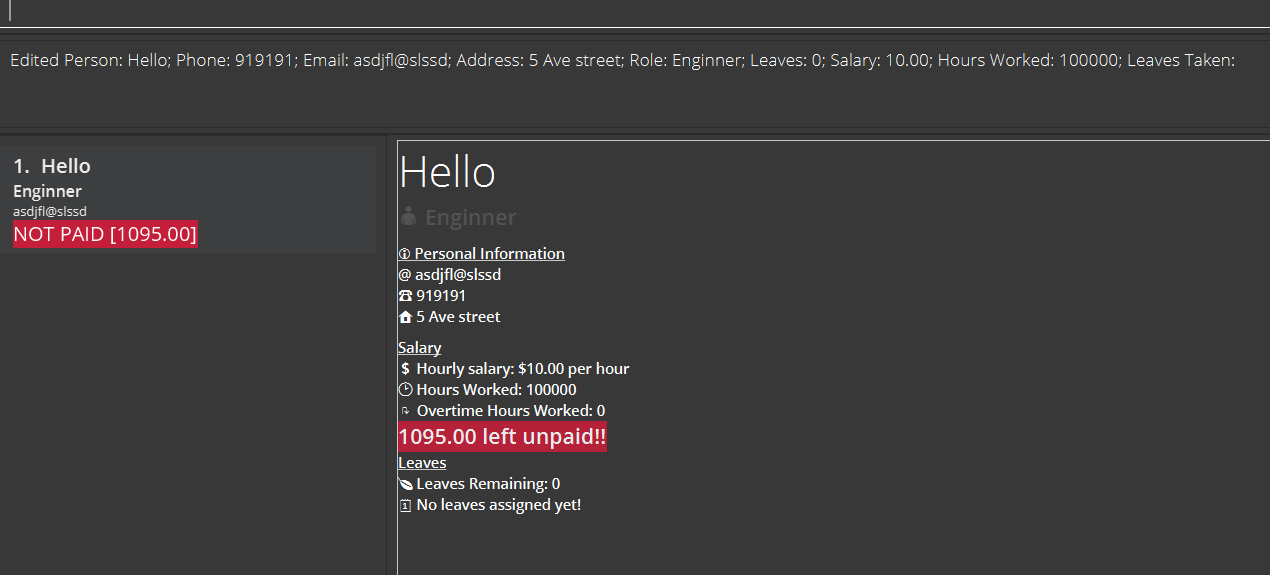 Edited Person: Hello; Phone: 919191; Email: asdjfl@slssd; Address: 5 Ave street; Role: Enginner; Leaves: 0; Salary: 10.00; Hours Worked: 100000; Leaves Taken:
1. Hello
Enginner
asdjfl@slssd
NOT PAID [1095.00]
Hello
Enginner
Personal Information
@ asdjfl@slssd
919191
5 Ave street
Salary
$ Hourly salary: $10.00 per hour
Hours Worked: 100000
Overtime Hours Worked: 0
1095.00 left unpaid!!
Leaves
Leaves Remaining: 0
No leaves assigned yet!